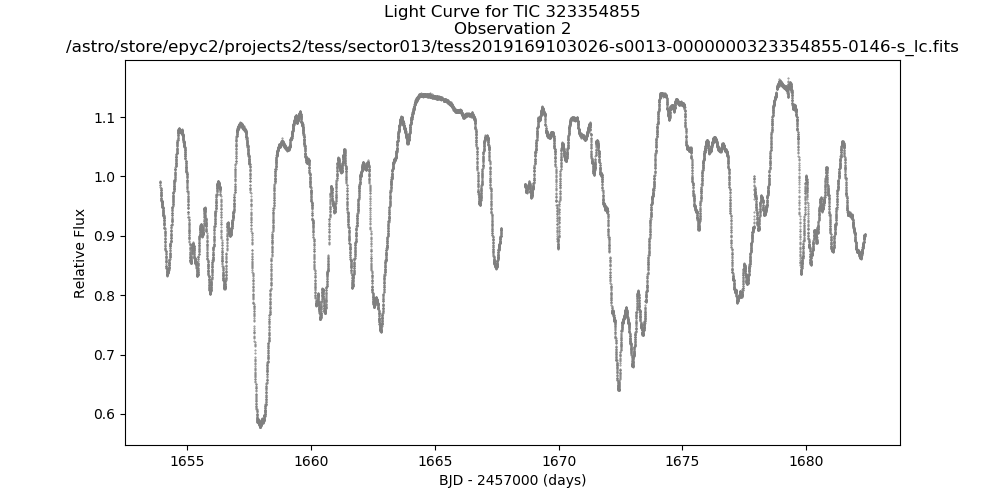 Light Curve for TIC 323354855
Observation 2
/astro/store/epyc2/projects2/tess/sector013/tess2019169103026-s0013-0000000323354855-0146-s_lc.fits
1.1
1.0
0.9
0.8
0.7
0.6
Relative Flux
1655 1660 1665 1670 1675 1680
BJD - 2457000 (days)